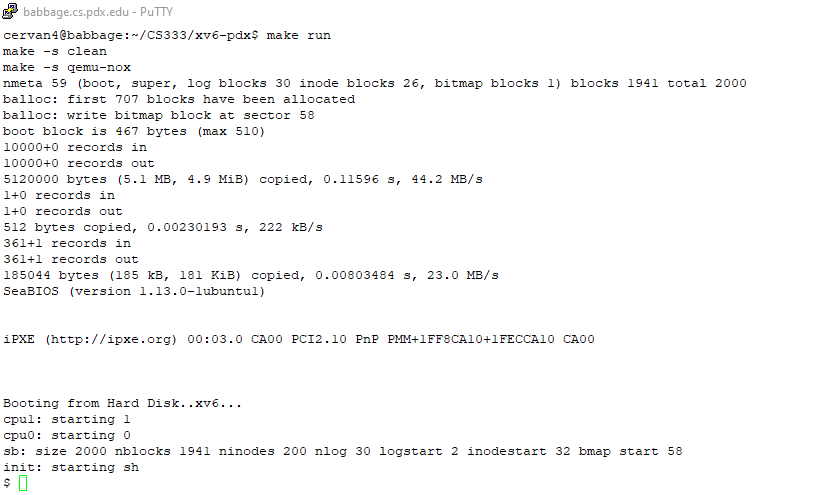 babbage.cs.pdx.edu - PuTTY
cervan4@babbage:~/CS333/xv6-pdx$ make run
make -s clean
make -s qemu-nox
nmeta 59 (boot, super, log blocks 30 inode blocks 26, bitmap blocks 1) blocks 1941 total 2000
balloc: first 707 blocks have been allocated
balloc: write bitmap block at sector 58
boot block is 467 bytes (max 510)
10000+0 records in
10000+0 records out
5120000 bytes (5.1 MB, 4.9 MiB) copied, 0.11596 s, 44.2 MB/s
1+0 records in
1+0 records out
512 bytes copied, 0.00230193 s, 222 kB/s
361+1 records in
361+1 records out
185044 bytes (185 kB, 181 KiB) copied, 0.00803484 s, 23.0 MB/s
SeaBIOS (version 1.13.0-1ubuntu1)
iPXE (http://ipxe.org) 00:03.0 CA00 PCI2.10 PnP PMM+1FF8CA10+1FECCA10 CA00
Booting from Hard Disk..xv6...
cpu1: starting 1
cpu0: starting 0
sb: size 2000 nblocks 1941 ninodes 200 nlog 30 logstart 2 inodestart 32 bmap start 58
init: starting sh
$